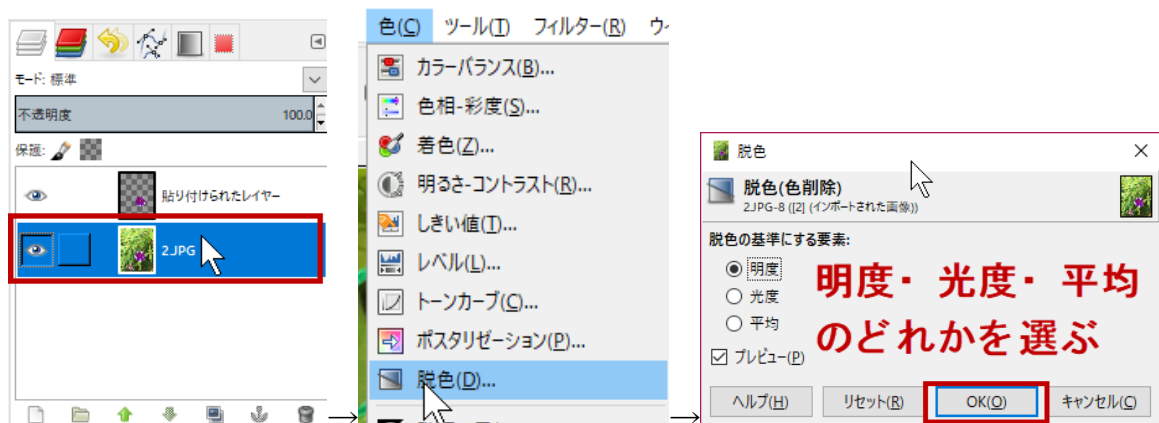 モード: 標準
不透明度 100.0
保護:
貼り付けられたレイヤー
2.JPG
色(C) ツール(T) フィルター(R)
カラーバランス(B)...
色相-彩度(S)...
着色(Z)...
明るさ-コントラスト(R)...
しきい値(T)...
レベル(L)...
トーンカーブ(C)...
ポスタリゼーション(P)...
脱色(D)...
脱色
脱色(色削除)
2.JPG-8 ([2] (インポートされた画像))
脱色の基準にする要素:
明度
光度
平均
明度・光度・平均
のどれかを選ぶ
プレビュー(P)
ヘルプ(H) リセット(R) OK(O) キャンセル(C)